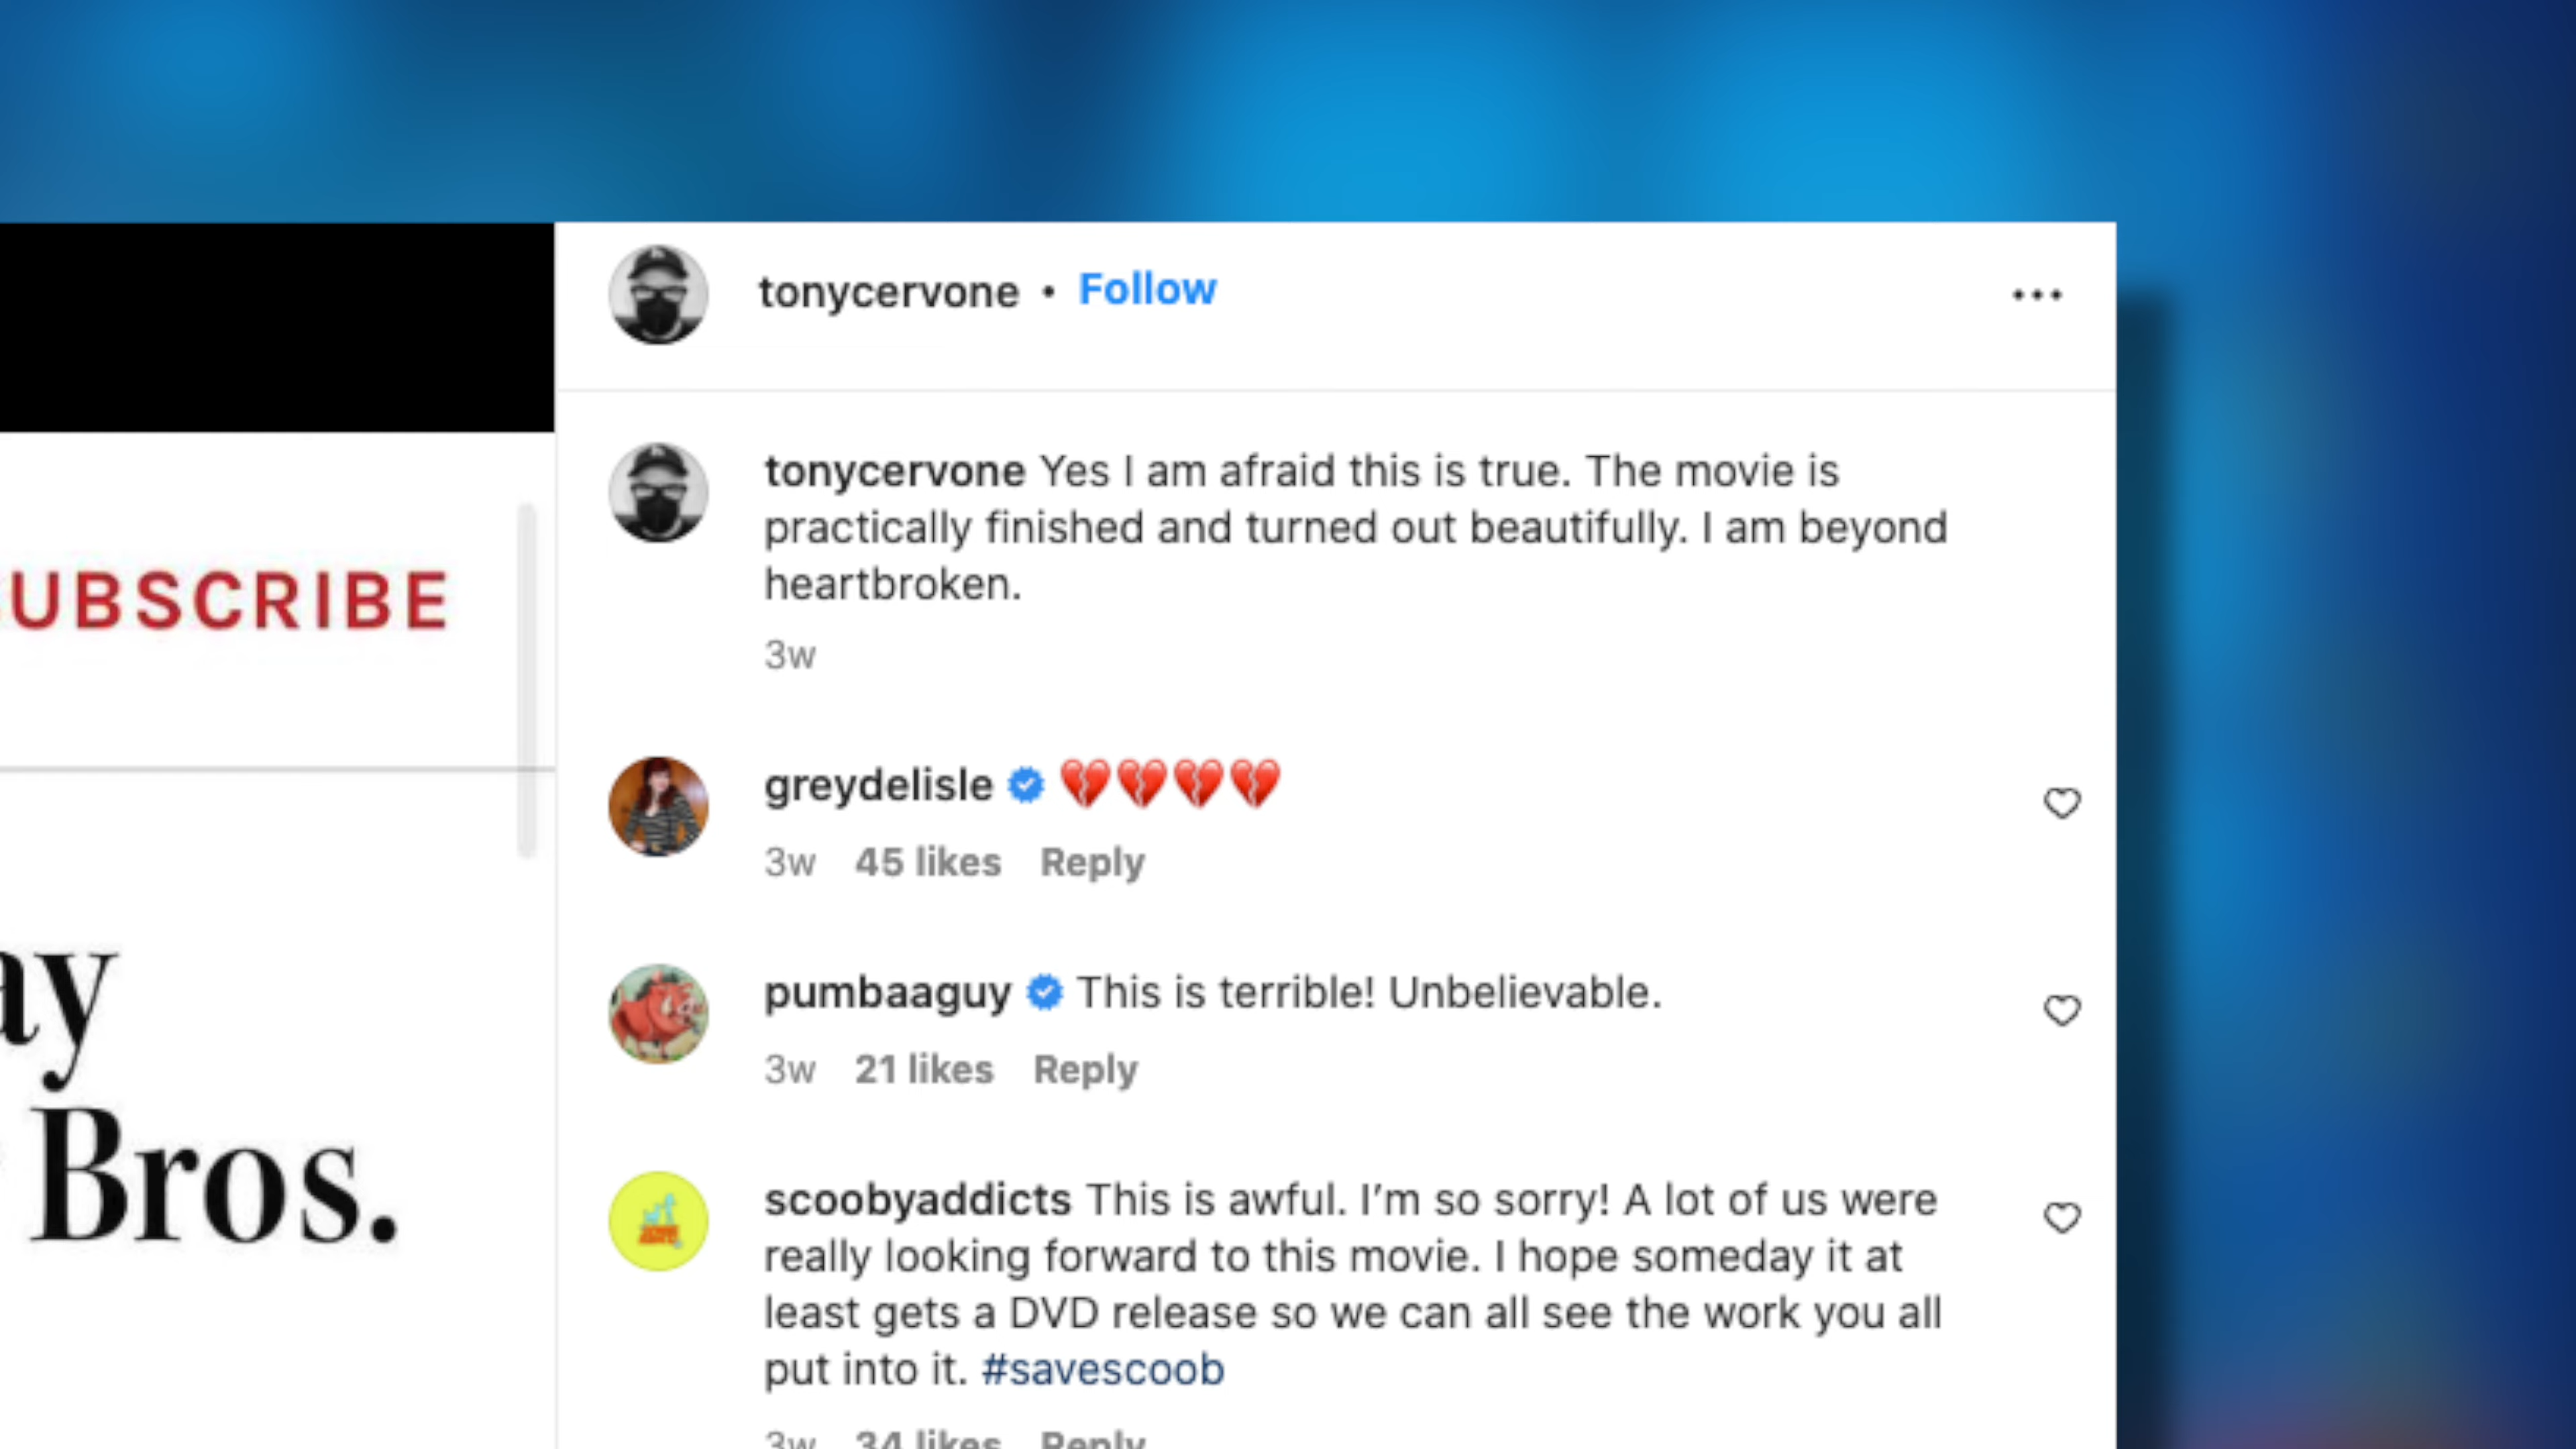 UBSCRIBE
ay
Bros.
tonycervone • Follow
tonycervone Yes I am afraid this is true. The movie is
practically finished and turned out beautifully. I am beyond
heartbroken.
3w
greydelisle 💔💔💔💔
3w 45 likes Reply
pumbaaguy This is terrible! Unbelievable.
3w 21 likes Reply
scoobyaddicts This is awful. I'm so sorry! A lot of us were
really looking forward to this movie. I hope someday it at
least gets a DVD release so we can all see the work you all
put into it. #savescoob
3w 34 likes Reply